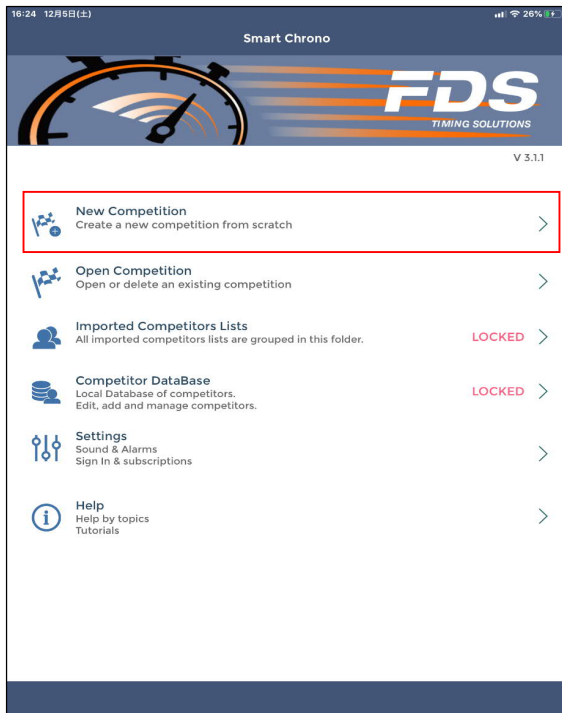 16:24 12月5日(土)
26%
Smart Chrono
FDS
TIMING SOLUTIONS
V 3.1.1
New Competition
Create a new competition from scratch
Open Competition
Open or delete an existing competition
Imported Competitors Lists
All imported competitors lists are grouped in this folder.
LOCKED
Competitor DataBase
Local Database of competitors.
Edit, add and manage competitors.
LOCKED
Settings
Sound & Alarms
Sign In & subscriptions
Help
Help by topics
Tutorials